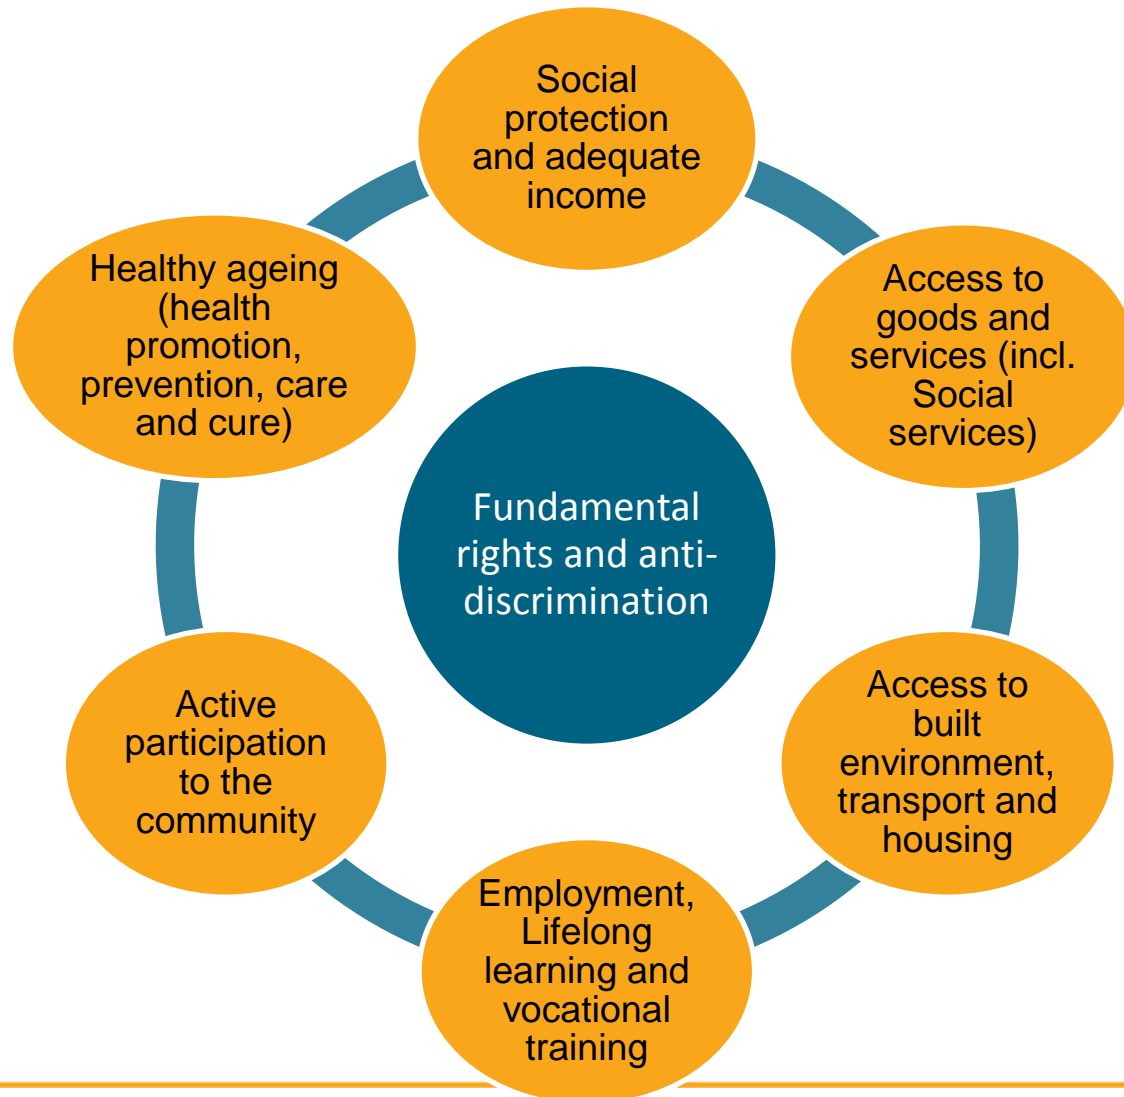 Social
protection
and adequate
income
Access to
goods and
services (incl.
Social
services)
Access to
built
environment,
transport and
housing
Employment,
Lifelong
learning and
vocational
training
Active
participation
to the
community
Healthy ageing
(health
promotion,
prevention, care
and cure)
Fundamental
rights and anti-
discrimination